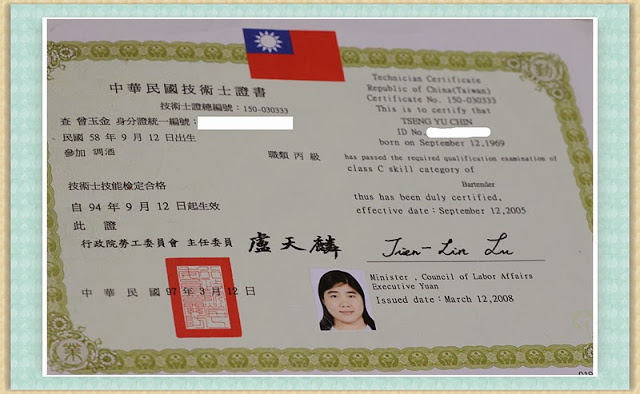 中華民國技術士證書
技術士證總編號：150-030333
查 曾玉金 身分證統一編號：
民國 58 年 9 月 12 日出生
參加 調酒
職類 丙 級
技術士技能檢定合格
自 94 年 9 月 12 日起生效
此 證
行政院勞工委員會 主任委員 盧天麟
中 華 民 國 97 年 3 月 12 日
Technician Certificate
Republic of China(Taiwan)
Certificate No. 150-030333
This is to certify that
TSENG YU CHIN
ID No.
born on September 12,1969
has passed the required qualification examination of
class C skill category of
Bartender
thus has been duly certified,
effective date：September 12,2005
Tien-Lin Lu
Minister , Council of Labor Affairs
Executive Yuan
Issued date：March 12,2008
業